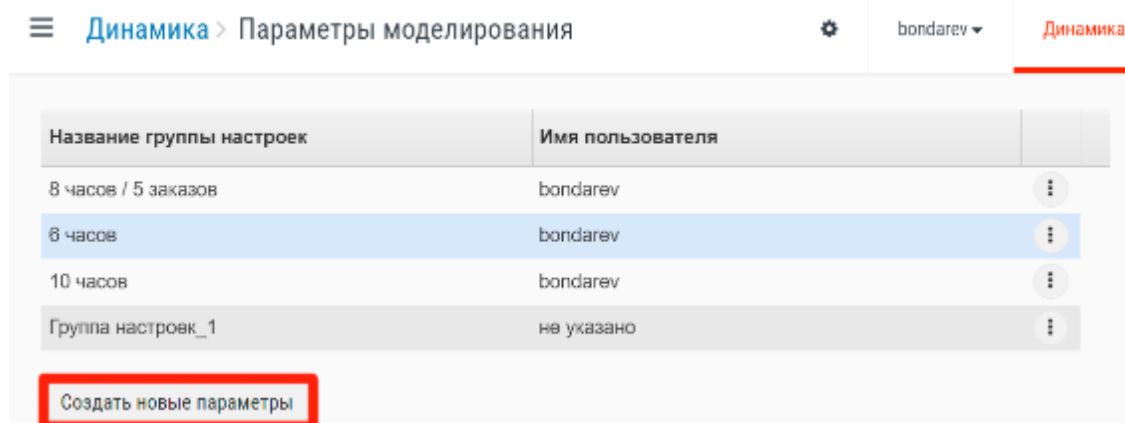 Динамика > Параметры моделирования bondarev Динамика
Название группы настроек Имя пользователя
8 часов / 5 заказов bondarev
6 часов bondarev
10 часов bondarev
Группа настроек_1 не указано
Создать новые параметры